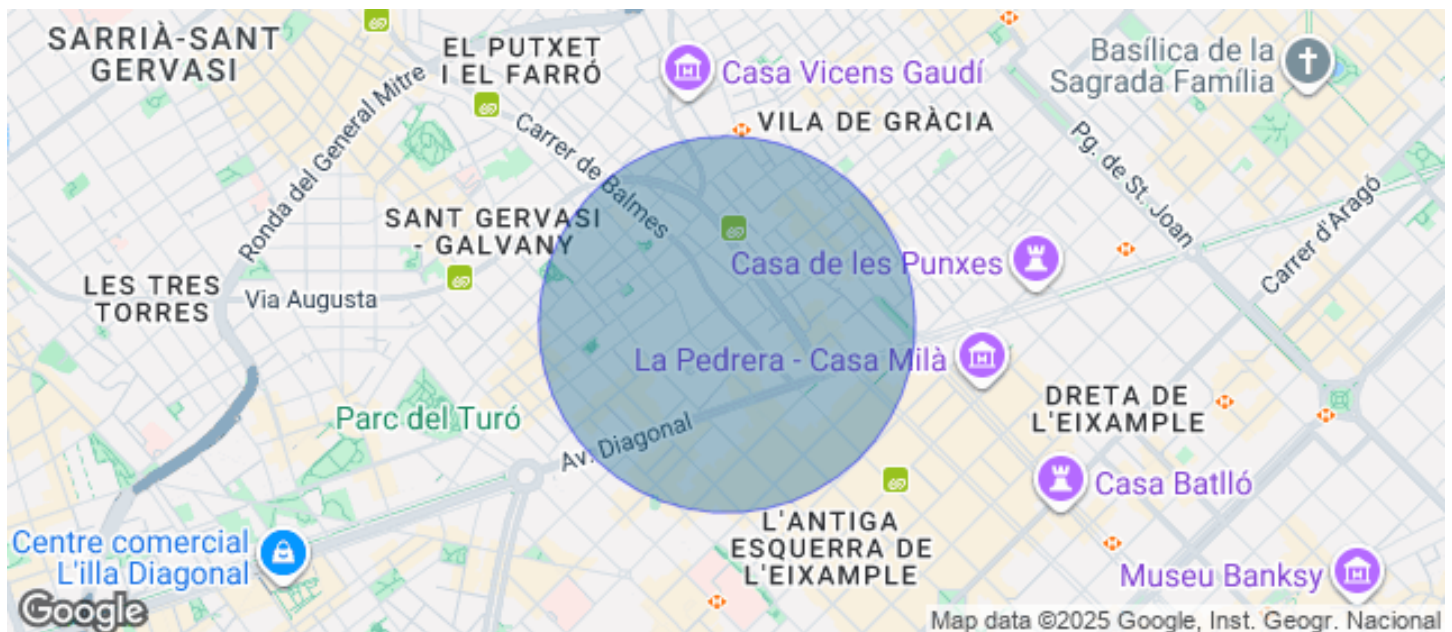 SARRIÀ-SANT
GERVASI
EL PUTXET
I EL FARRÓ
Casa Vicens Gaudí
Basílica de la
Sagrada Família
VILA DE GRÀCIA
Ronda del General Mitre
Carrer de Balmes
Pg. de St. Joan
Carrer d'Aragó
SANT GERVASI
- GALVANY
Casa de les Punxes
LES TRES
TORRES
Via Augusta
La Pedrera - Casa Milà
Parc del Turó
Av. Diagonal
DRETA DE
L'EIXAMPLE
Casa Batlló
L'ANTIGA
ESQUERRA DE
L'EIXAMPLE
Centre comercial
L'illa Diagonal
Museu Banksy
Google
Map data ©2025 Google, Inst. Geogr. Nacional